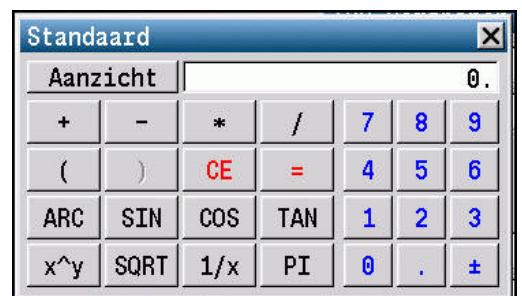 Standaard
Aanzicht 0.
+ - * / 7 8 9
( ) CE = 4 5 6
ARC SIN COS TAN 1 2 3
x^y SQRT 1/x PI 0 . ±